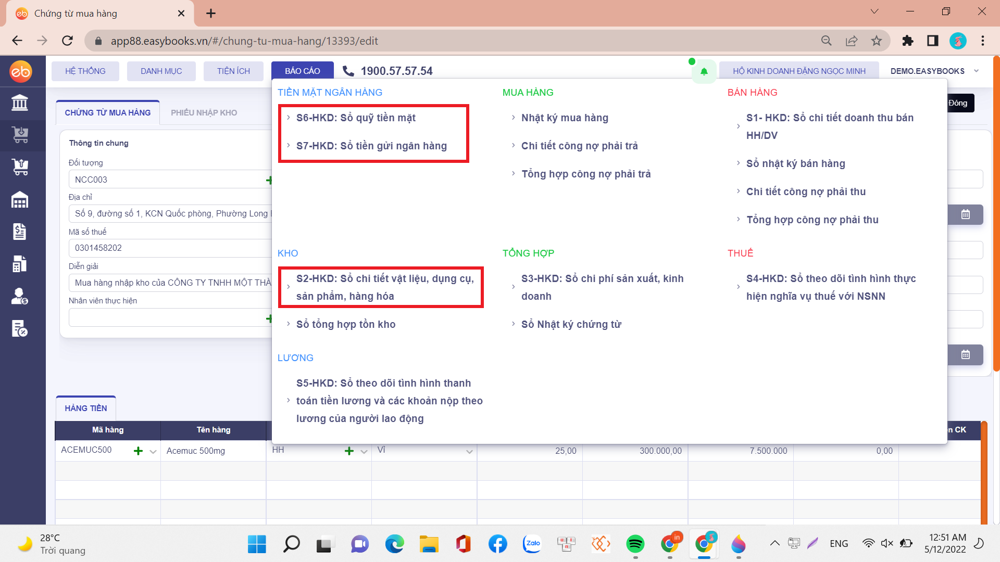 eb Chứng từ mua hàng
app88.easybooks.vn/#/chung-tu-mua-hang/13393/edit
eb
HỆ THỐNG
DANH MỤC
TIỆN ÍCH
BÁO CÁO
1900.57.57.54
HỘ KINH DOANH ĐẶNG NGỌC MINH
DEMO.EASYBOOKS
TIỀN MẶT NGÂN HÀNG
S6-HKD: Sổ quỹ tiền mặt
S7-HKD: Sổ tiền gửi ngân hàng
MUA HÀNG
Nhật ký mua hàng
Chi tiết công nợ phải trả
Tổng hợp công nợ phải trả
BÁN HÀNG
S1- HKD: Sổ chi tiết doanh thu bán
HH/DV
Sổ nhật ký bán hàng
Chi tiết công nợ phải thu
Tổng hợp công nợ phải thu
KHO
S2-HKD: Sổ chi tiết vật liệu, dụng cụ,
sản phẩm, hàng hóa
Sổ tổng hợp tồn kho
TỔNG HỢP
S3-HKD: Sổ chi phí sản xuất, kinh
doanh
Sổ Nhật ký chứng từ
THUẾ
S4-HKD: Sổ theo dõi tình hình thực
hiện nghĩa vụ thuế với NSNN
LƯƠNG
S5-HKD: Sổ theo dõi tình hình thanh
toán tiền lương và các khoản nộp theo
lương của người lao động
Đóng
CHỨNG TỪ MUA HÀNG
PHIẾU NHẬP KHO
Thông tin chung
Đối tượng
NCC003
Địa chỉ
Số 9, đường số 1, KCN Quốc phòng, Phường Long
Mã số thuế
0301458202
Diễn giải
Mua hàng nhập kho của CÔNG TY TNHH MỘT THÀ
Nhân viên thực hiện
HÀNG TIỀN
Mã hàng
Tên hàng
n CK
ACEMUC500
Acemuc 500mg
HH
Vỉ
25,00
300.000,00
7.500.000
0,00
28°C
Trời quang
Zalo
in
ENG
12:51 AM
5/12/2022